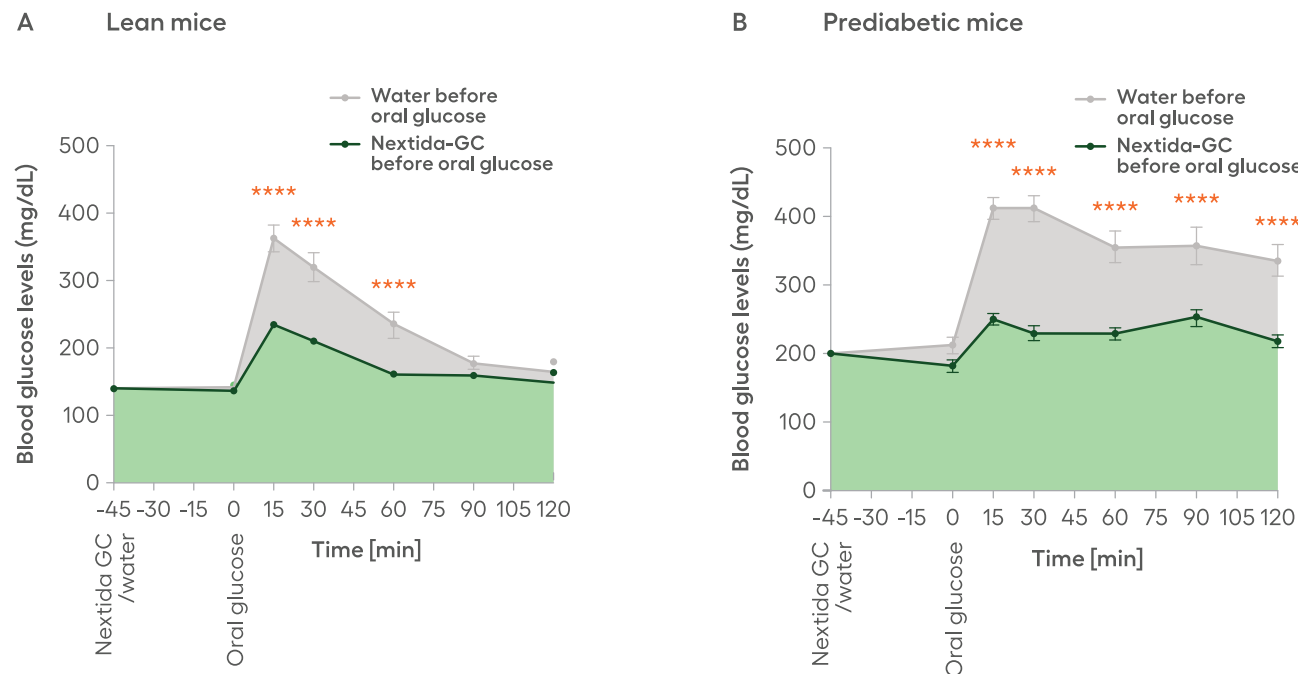 A Lean mice
Water before
oral glucose
Nextida-GC
before oral glucose
Blood glucose levels (mg/dL)
500
400
300
200
100
0
****
****
****
-45 -30 -15 0 15 30 45 60 75 90 105 120
Time [min]
Nextida GC
/water
Oral glucose
B Prediabetic mice
Water before
oral glucose
Nextida-GC
before oral glucose
Blood glucose levels (mg/dL)
500
400
300
200
100
0
****
****
****
****
****
-45 -30 -15 0 15 30 45 60 75 90 105 120
Time [min]
Nextida GC
/water
Oral glucose